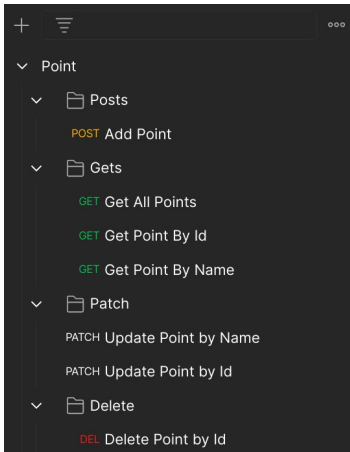 Point
Posts
POST Add Point
Gets
GET Get All Points
GET Get Point By Id
GET Get Point By Name
Patch
PATCH Update Point by Name
PATCH Update Point by Id
Delete
DEL Delete Point by Id